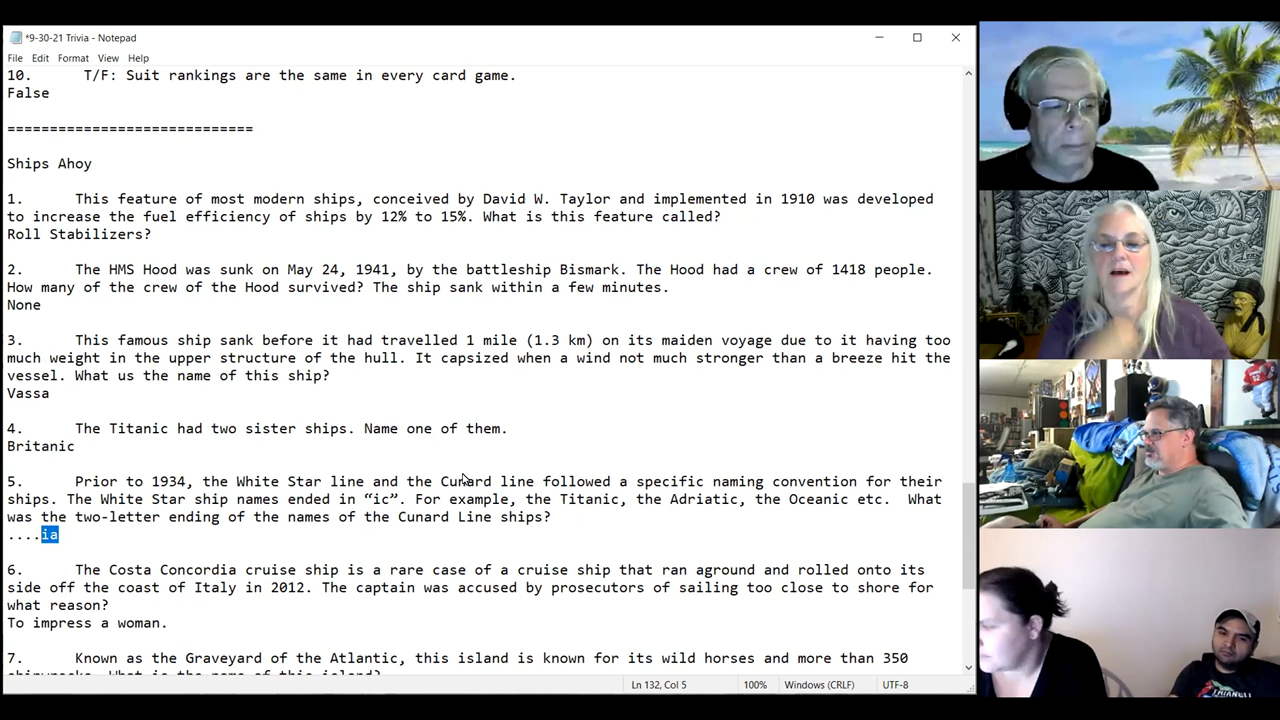 *9-30-21 Trivia - Notepad
File Edit Format View Help
10. T/F: Suit rankings are the same in every card game.
False
=============================
Ships Ahoy
1. This feature of most modern ships, conceived by David W. Taylor and implemented in 1910 was developed
to increase the fuel efficiency of ships by 12% to 15%. What is this feature called?
Roll Stabilizers?
2. The HMS Hood was sunk on May 24, 1941, by the battleship Bismark. The Hood had a crew of 1418 people.
How many of the crew of the Hood survived? The ship sank within a few minutes.
None
3. This famous ship sank before it had travelled 1 mile (1.3 km) on its maiden voyage due to it having too
much weight in the upper structure of the hull. It capsized when a wind not much stronger than a breeze hit the
vessel. What us the name of this ship?
Vassa
4. The Titanic had two sister ships. Name one of them.
Britanic
5. Prior to 1934, the White Star line and the Cunard line followed a specific naming convention for their
ships. The White Star ship names ended in “ic”. For example, the Titanic, the Adriatic, the Oceanic etc. What
was the two-letter ending of the names of the Cunard Line ships?
....ia
6. The Costa Concordia cruise ship is a rare case of a cruise ship that ran aground and rolled onto its
side off the coast of Italy in 2012. The captain was accused by prosecutors of sailing too close to shore for
what reason?
To impress a woman.
7. Known as the Graveyard of the Atlantic, this island is known for its wild horses and more than 350
shipwrecks. What is the name of this island?
Ln 132, Col 5 100% Windows (CRLF) UTF-8